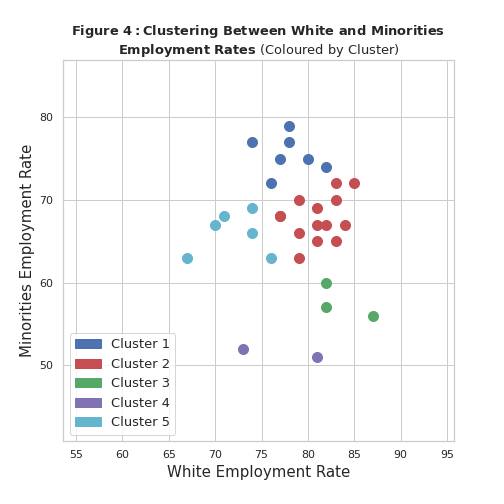 Figure 4 : Clustering Between White and Minorities
Employment Rates (Coloured by Cluster)
Minorities Employment Rate
80
70
60
50
Cluster 1
Cluster 2
Cluster 3
Cluster 4
Cluster 5
55 60 65 70 75 80 85 90 95
White Employment Rate